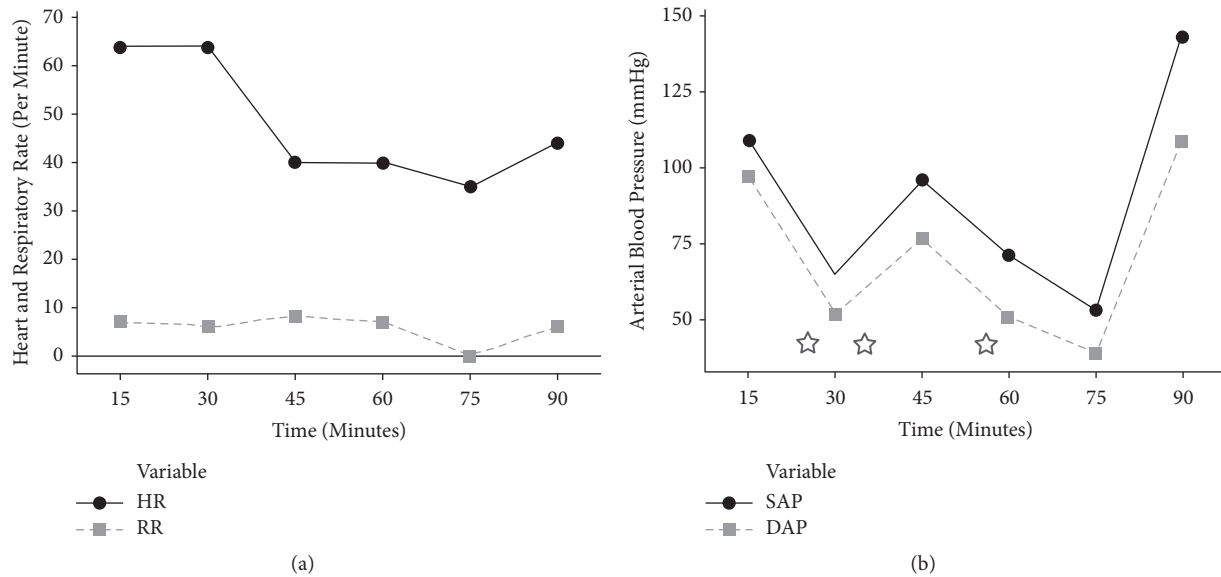 Heart and Respiratory Rate (Per Minute)
70
60
50
40
30
20
10
0
15 30 45 60 75 90
Time (Minutes)
Variable
HR
RR
(a)
Arterial Blood Pressure (mmHg)
150
125
100
75
50
15 30 45 60 75 90
Time (Minutes)
Variable
SAP
DAP
(b)